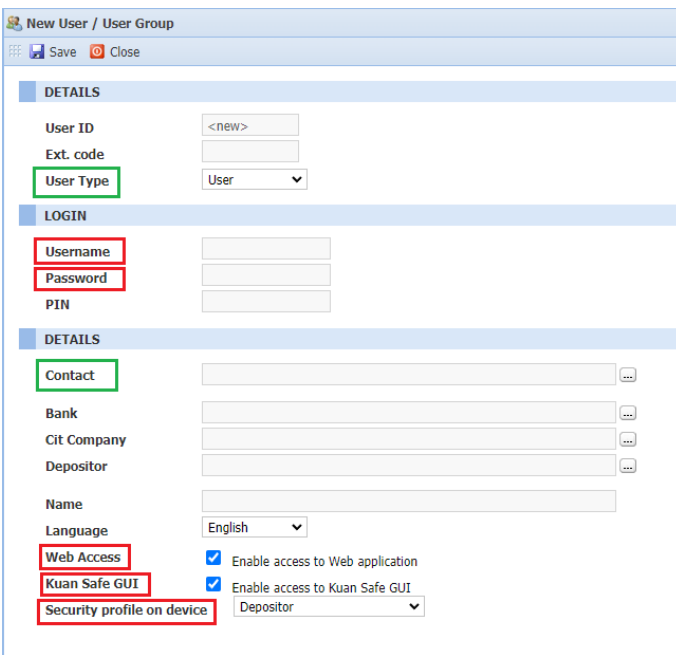 New User / User Group
Save Close
DETAILS
User ID <new>
Ext. code
User Type User
LOGIN
Username
Password
PIN
DETAILS
Contact ...
Bank ...
Cit Company ...
Depositor ...
Name
Language English
Web Access Enable access to Web application
Kuan Safe GUI Enable access to Kuan Safe GUI
Security profile on device Depositor